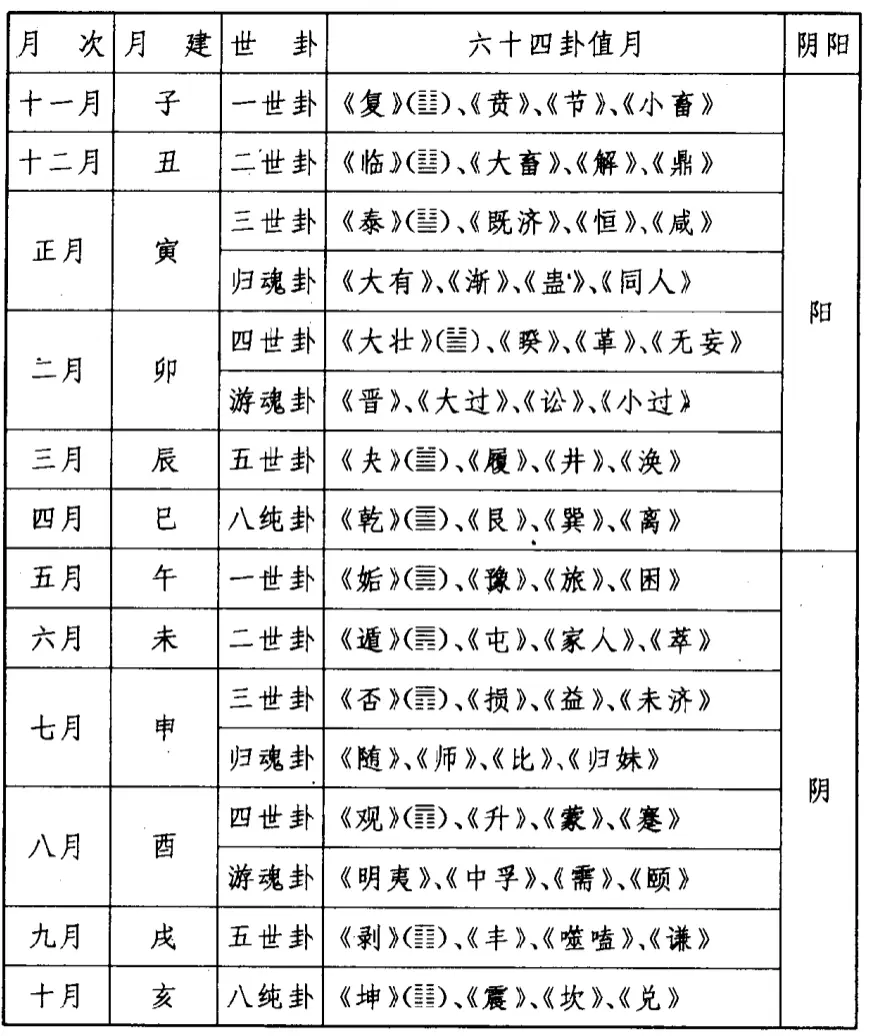 月 次 月 建 世 卦 六十四卦值月 阴阳
十一月 子 一世卦 《复》(䷗)、《贲》、《节》、《小畜》
十二月 丑 二世卦 《临》(䷒)、《大畜》、《解》、《鼎》
正月 寅 三世卦 《泰》(䷊)、《既济》、《恒》、《咸》
归魂卦 《大有》、《渐》、《蛊》、《同人》
阳
二月 卯 四世卦 《大壮》(䷡)、《睽》、《革》、《无妄》
游魂卦 《晋》、《大过》、《讼》、《小过》
三月 辰 五世卦 《夬》(䷪)、《履》、《井》、《涣》
四月 巳 八纯卦 《乾》(䷀)、《艮》、《巽》、《离》
五月 午 一世卦 《姤》(䷫)、《豫》、《旅》、《困》
六月 未 二世卦 《遁》(䷠)、《屯》、《家人》、《萃》
七月 申 三世卦 《否》(䷋)、《损》、《益》、《未济》
归魂卦 《随》、《师》、《比》、《归妹》
阴
八月 酉 四世卦 《观》(䷓)、《升》、《蒙》、《蹇》
游魂卦 《明夷》、《中孚》、《需》、《颐》
九月 戌 五世卦 《剥》(䷖)、《丰》、《噬嗑》、《谦》
十月 亥 八纯卦 《坤》(䷁)、《震》、《坎》、《兑》